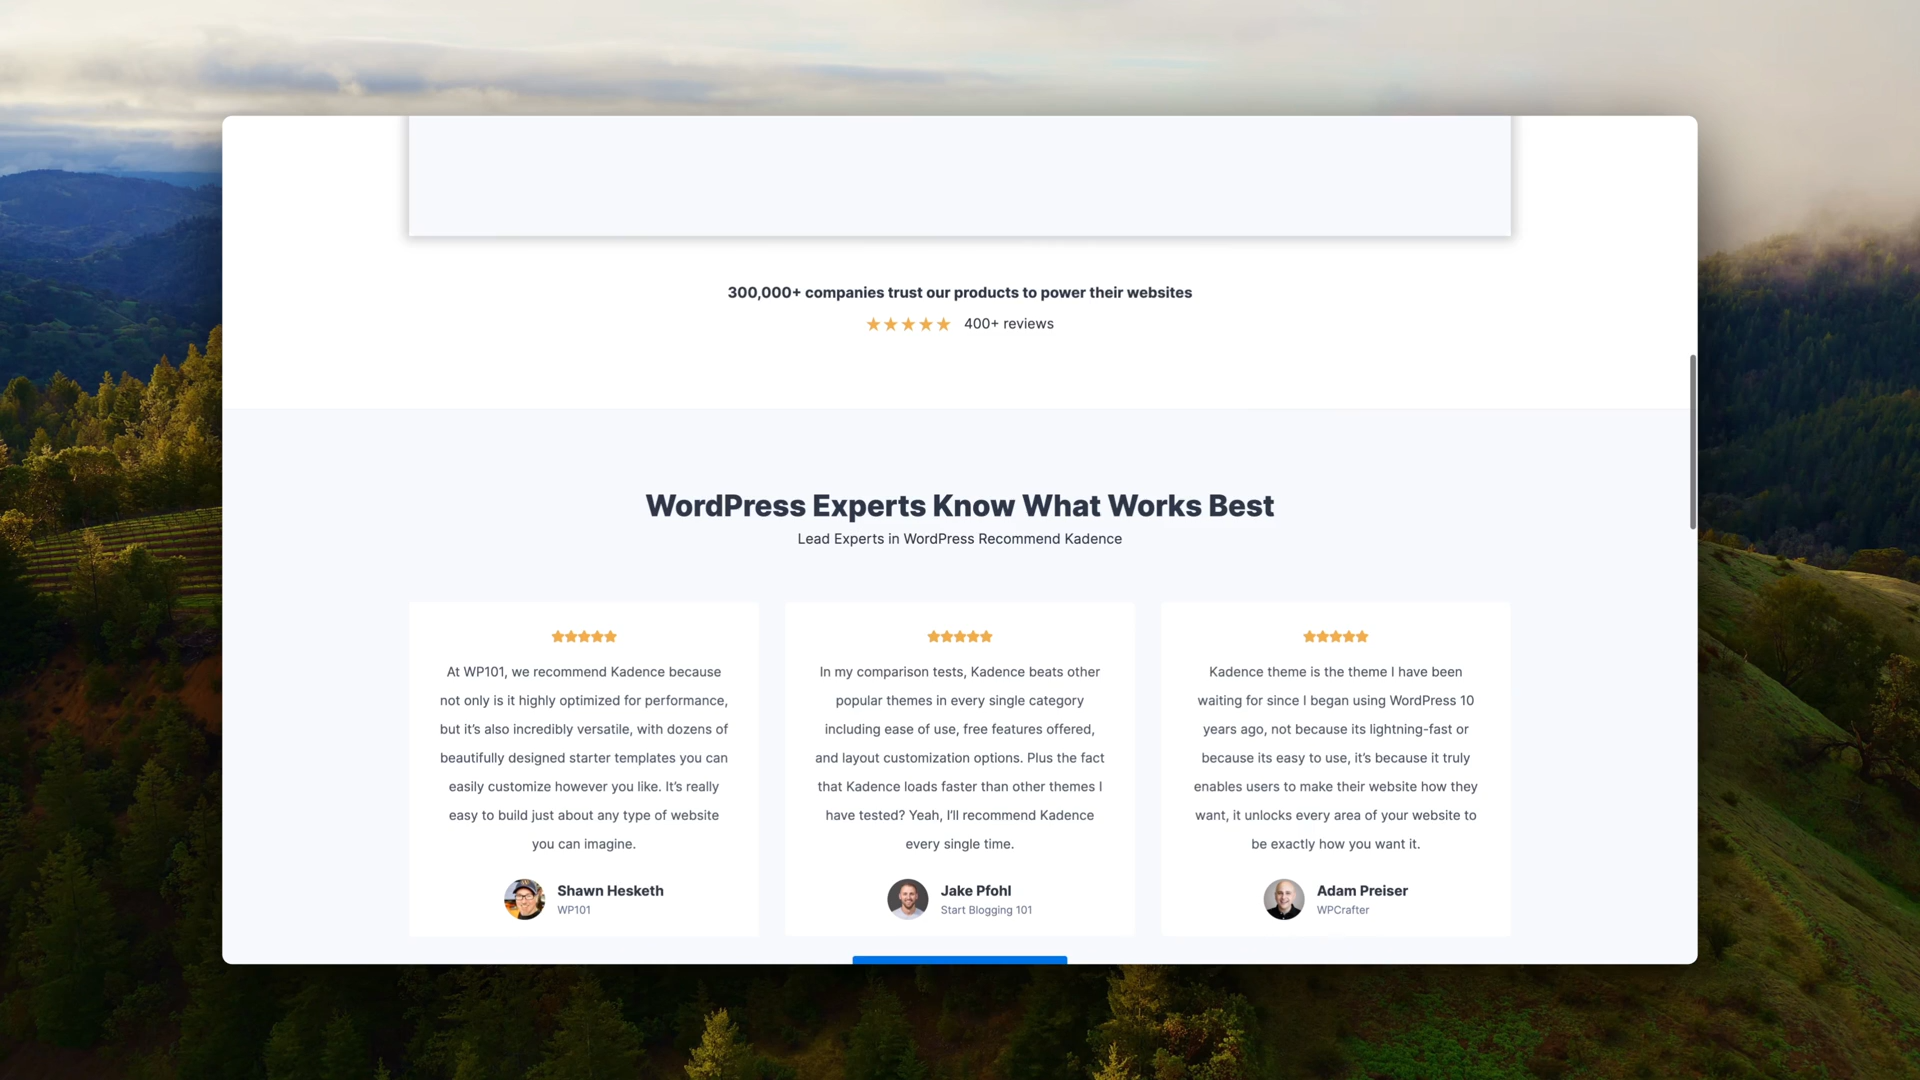 300,000+ companies trust our products to power their websites
400+ reviews
WordPress Experts Know What Works Best
Lead Experts in WordPress Recommend Kadence
At WP101, we recommend Kadence because
not only is it highly optimized for performance,
but it's also incredibly versatile, with dozens of
beautifully designed starter templates you can
easily customize however you like. It's really
easy to build just about any type of website
you can imagine.
Shawn Hesketh
WP101
In my comparison tests, Kadence beats other
popular themes in every single category
including ease of use, free features offered,
and layout customization options. Plus the fact
that Kadence loads faster than other themes I
have tested? Yeah, I'll recommend Kadence
every single time.
Jake Pfohl
Start Blogging 101
Kadence theme is the theme I have been
waiting for since I began using WordPress 10
years ago, not because its lightning-fast or
because its easy to use, it's because it truly
enables users to make their website how they
want, it unlocks every area of your website to
be exactly how you want it.
Adam Preiser
WPCrafter